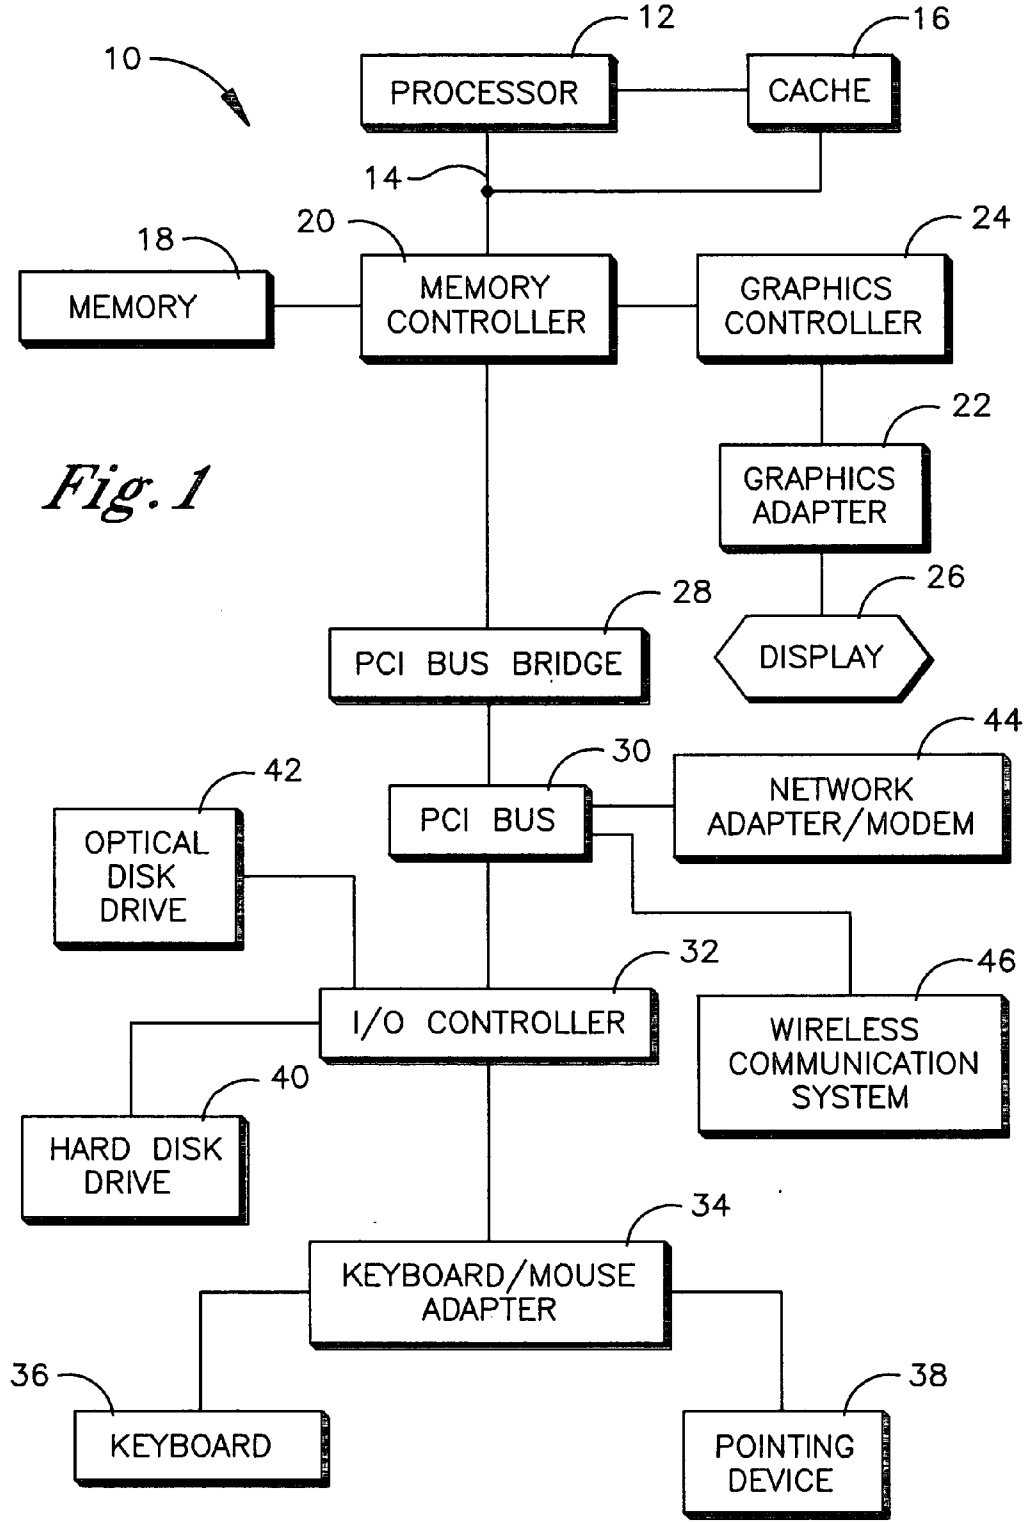 12
16
10
PROCESSOR
CACHE
14
20
24
18
MEMORY
MEMORY
CONTROLLER
GRAPHICS
CONTROLLER
22
Fig. 1
GRAPHICS
ADAPTER
28
26
PCI BUS BRIDGE
DISPLAY
44
42
30
OPTICAL
DISK
DRIVE
PCI BUS
NETWORK
ADAPTER/MODEM
32
46
I/O CONTROLLER
WIRELESS
COMMUNICATION
SYSTEM
40
HARD DISK
DRIVE
34
KEYBOARD/MOUSE
ADAPTER
36
38
KEYBOARD
POINTING
DEVICE